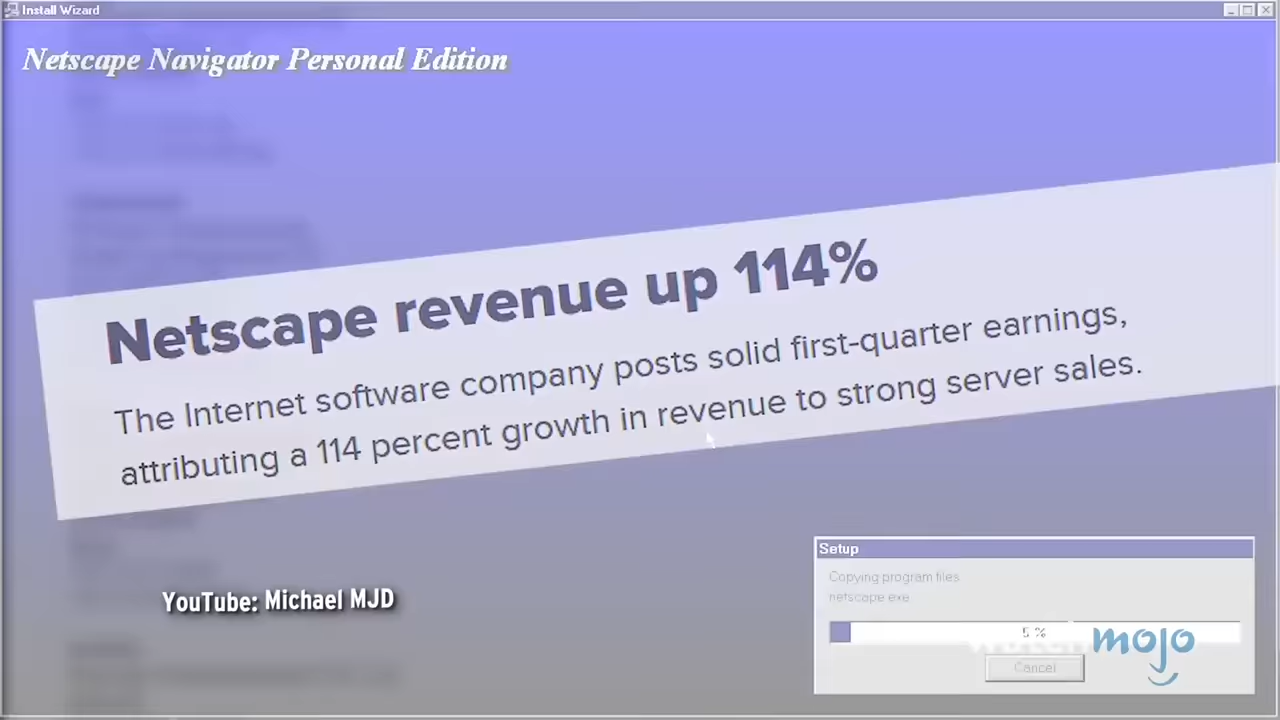 Install Wizard
Netscape Navigator Personal Edition
Netscape revenue up 114%
The Internet software company posts solid first-quarter earnings,
attributing a 114 percent growth in revenue to strong server sales.
YouTube: Michael MJD
Setup
Copying program files
netscape.exe
5 %
Cancel
watchmojo